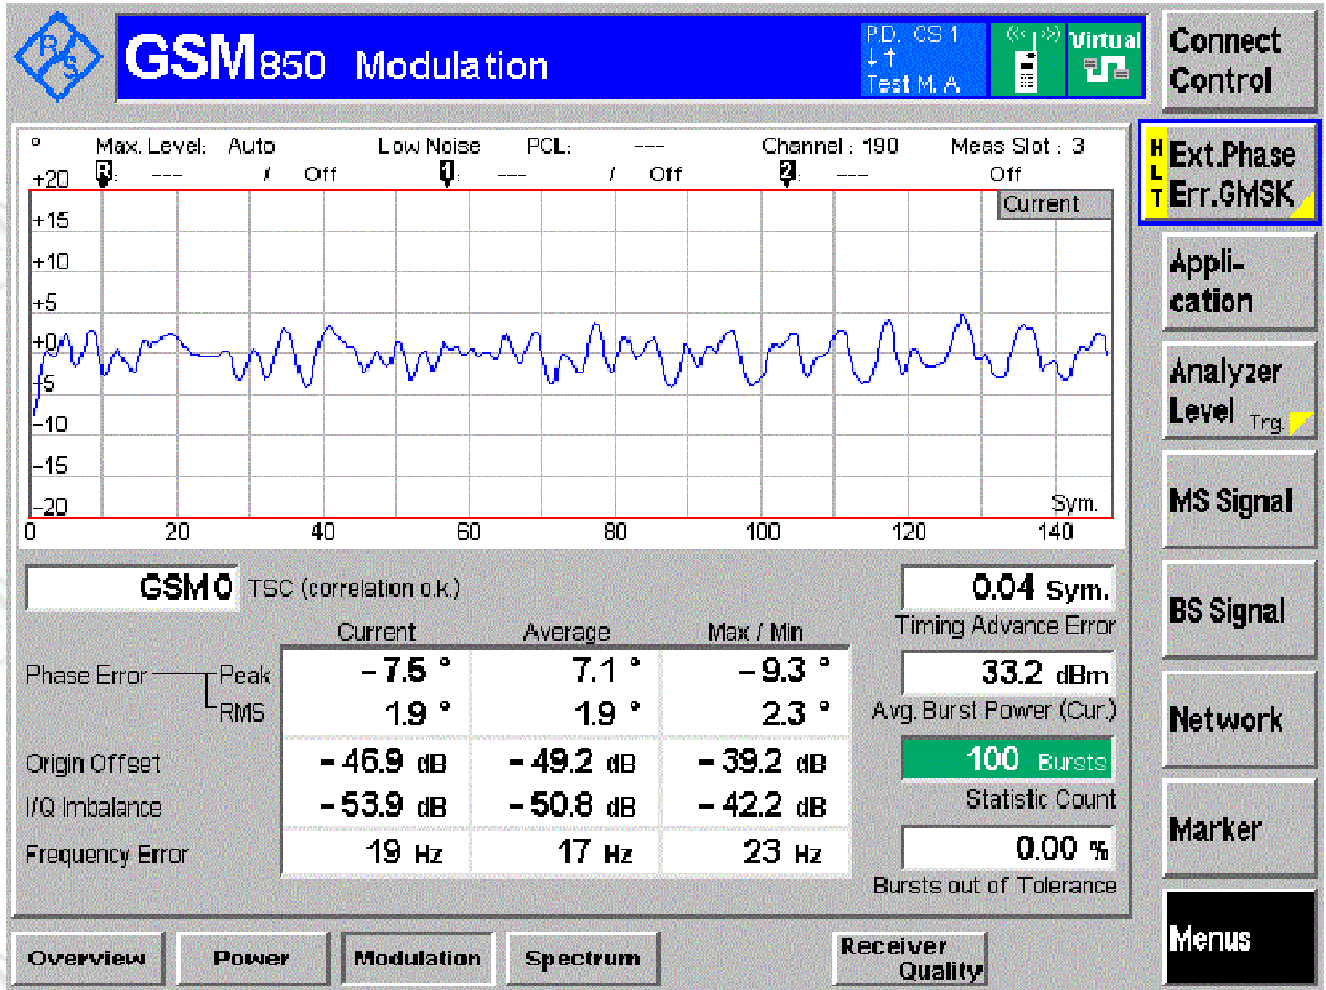 R S
GSM850 Modulation
P.D. CS 1
↓↑
Test M. A.
Virtual
Connect
Control
° Max. Level: Auto Low Noise PCL: --- Channel : 190 Meas Slot : 3
R : --- / Off 1 : --- / Off 2 : --- Off
Current
+20
+15
+10
+5
+0
-5
-10
-15
-20
Sym.
0 20 40 60 80 100 120 140
HLT
Ext.Phase
Err.GMSK
Appli-
cation
Analyzer
Level Trg.
MS Signal
BS Signal
Network
Marker
Menus
GSM 0 TSC (correlation o.k.)
0.04 Sym.
Timing Advance Error
Current Average Max / Min
Phase Error Peak - 7.5 ° 7.1 ° - 9.3 °
RMS 1.9 ° 1.9 ° 2.3 °
33.2 dBm
Avg. Burst Power (Cur.)
Origin Offset - 46.9 dB - 49.2 dB - 39.2 dB
I/Q Imbalance - 53.9 dB - 50.8 dB - 42.2 dB
Frequency Error 19 Hz 17 Hz 23 Hz
100 Bursts
Statistic Count
0.00 %
Bursts out of Tolerance
Overview Power Modulation Spectrum Receiver
Quality